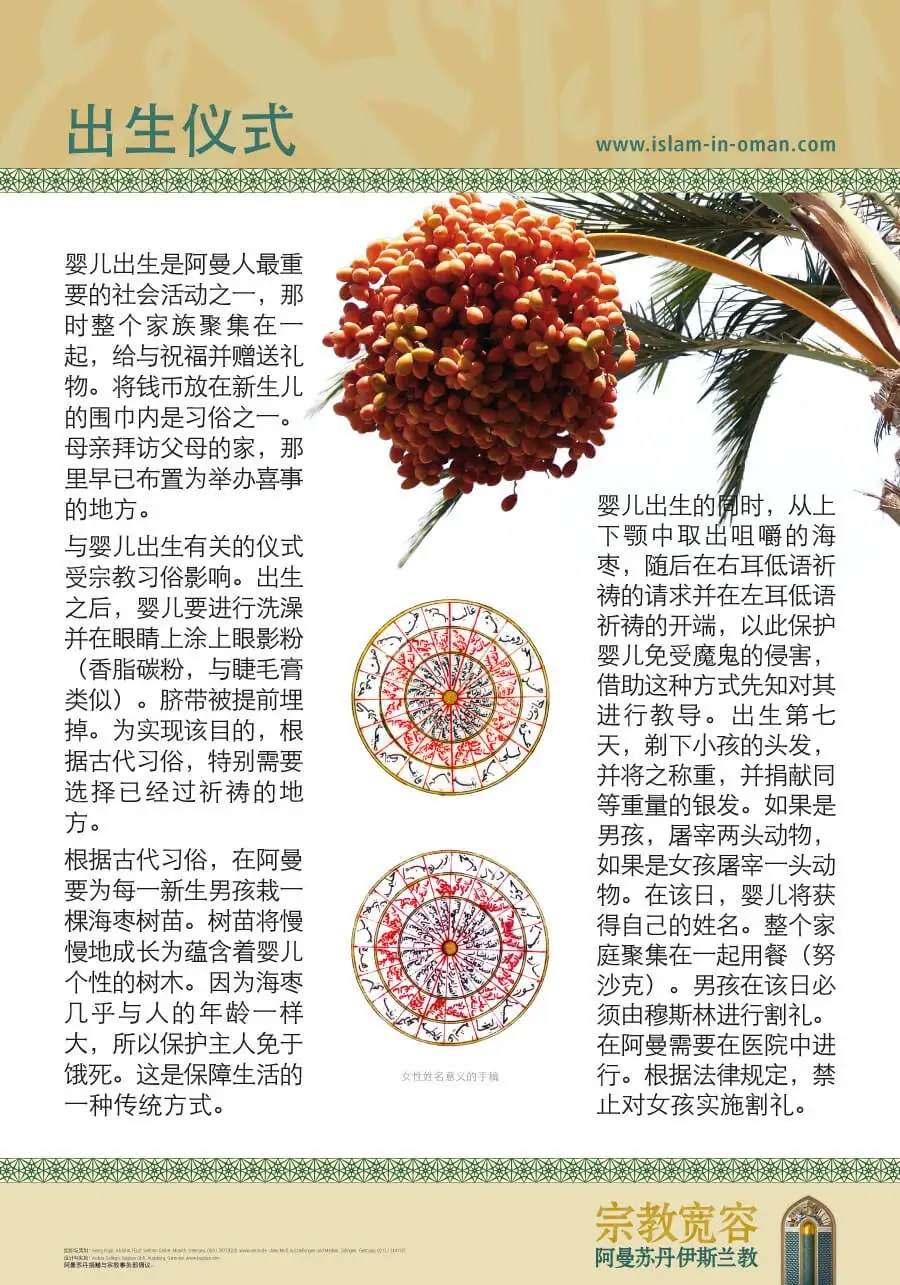 出生仪式
www.islam-in-oman.com
婴儿出生是阿曼人最重
要的社会活动之一，那
时整个家族聚集在一
起，给与祝福并赠送礼
物。将钱币放在新生儿
的围巾内是习俗之一。
母亲拜访父母的家，那
里早已布置为举办喜事
的地方。
与婴儿出生有关的仪式
受宗教习俗影响。出生
之后，婴儿要进行洗澡
并在眼睛上涂上眼影粉
（香脂碳粉，与睫毛膏
类似）。脐带被提前埋
掉。为实现该目的，根
据古代习俗，特别需要
选择已经过祈祷的地
方。
根据古代习俗，在阿曼
要为每一新生男孩栽一
棵海枣树苗。树苗将慢
慢地成长为蕴含着婴儿
个性的树木。因为海枣
几乎与人的年龄一样
大，所以保护主人免于
饿死。这是保障生活的
一种传统方式。
女性姓名意义的手稿
婴儿出生的同时，从上
下颚中取出咀嚼的海
枣，随后在右耳低语祈
祷的请求并在左耳低语
祈祷的开端，以此保护
婴儿免受魔鬼的侵害，
借助这种方式先知对其
进行教导。出生第七
天，剃下小孩的头发，
并将之称重，并捐献同
等重量的银发。如果是
男孩，屠宰两头动物，
如果是女孩屠宰一头动
物。在该日，婴儿将获
得自己的姓名。整个家
庭聚集在一起用餐（努
沙克）。男孩在该日必
须由穆斯林进行割礼。
在阿曼需要在医院中进
行。根据法律规定，禁
止对女孩实施割礼。
宗教宽容
阿曼苏丹伊斯兰教